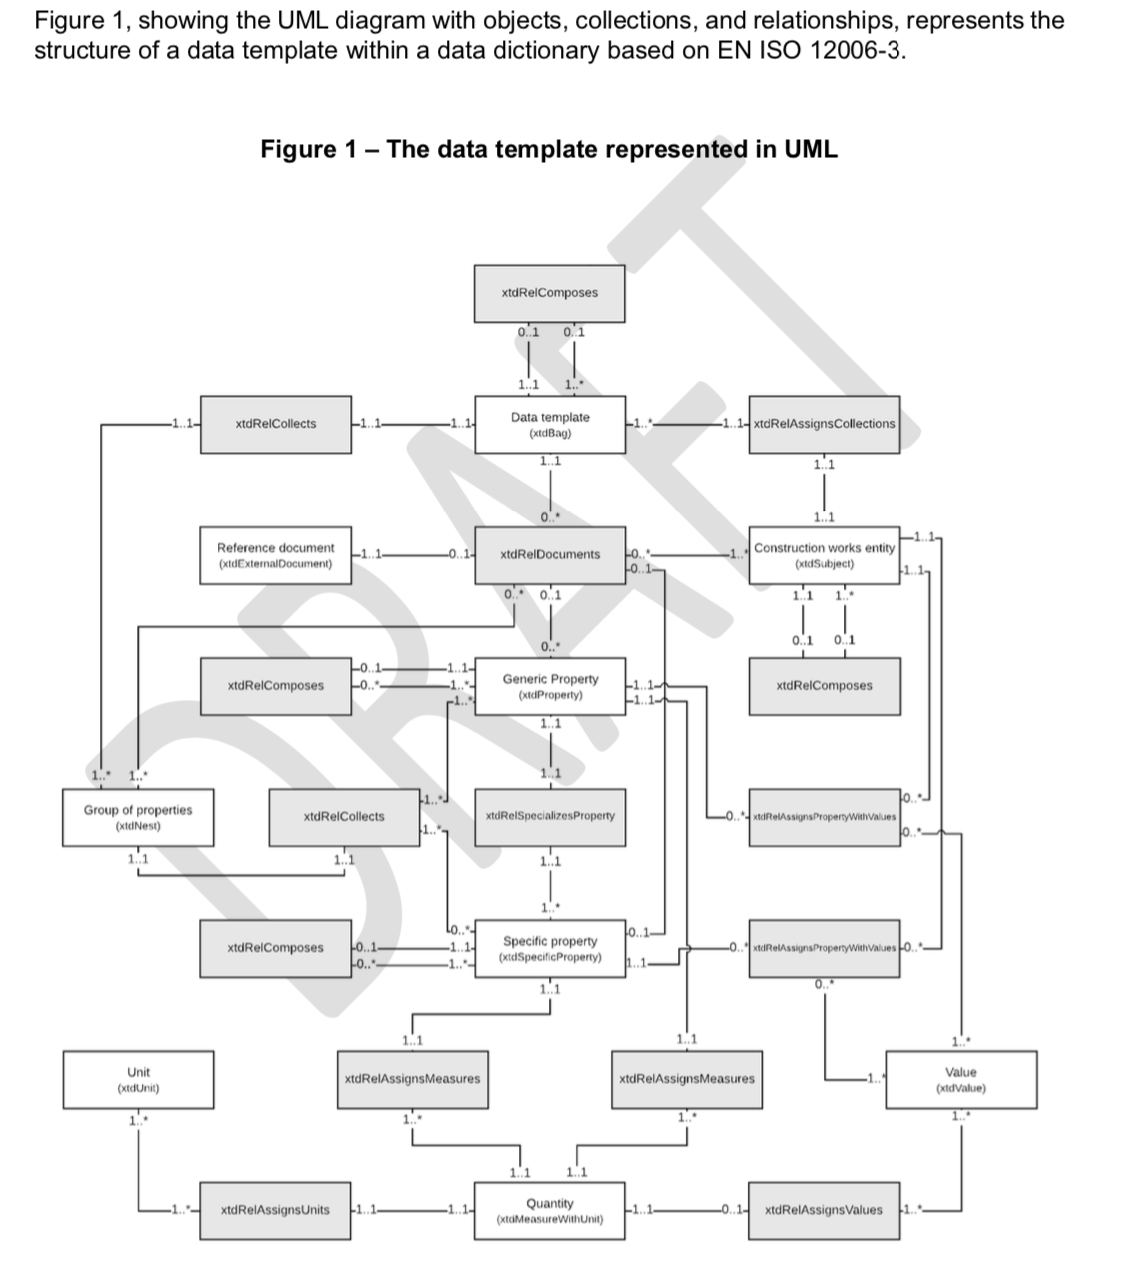 Figure 1, showing the UML diagram with objects, collections, and relationships, represents the
structure of a data template within a data dictionary based on EN ISO 12006-3.
Figure 1 – The data template represented in UML
DRAFT
xtdRelComposes
0..1 0..1
1..1 1..*
1..1 xtdRelCollects 1..1 1..1 Data template 1..* 1..1 xtdRelAssignsCollections
(xtdBag)
1..1 1..1
0..* 1..1
Reference document 1..1 0..1 xtdRelDocuments 0..* 1..* Construction works entity 1..1
(xtdExternalDocument) 0..1 (xtdSubject) 1..1
0..* 0..1 1..1 1..*
0..* 0..1 0..1
xtdRelComposes 0..1 1..1 Generic Property 1..1 xtdRelComposes
0..* 1..* (xtdProperty) 1..1
1..*
1..1
1..* 1..* 1..1
Group of properties xtdRelCollects 1..* xtdRelSpecializesProperty 0..* xtdRelAssignsPropertyWithValues 0..*
(xtdNest) 1..* 0..*
1..1 1..1 1..1
1..*
0..* Specific property 0..1
xtdRelComposes 0..1 1..1 (xtdSpecificProperty) 0..* xtdRelAssignsPropertyWithValues 0..*
0..* 1..* 1..1
1..1 0..*
1..1 1..1 1..*
Unit xtdRelAssignsMeasures xtdRelAssignsMeasures 1..* Value
(xtdUnit) (xtdValue)
1..* 1..* 1..* 1..*
1..1 1..1
1..* xtdRelAssignsUnits 1..1 1..1 Quantity 1..1 0..1 xtdRelAssignsValues 1..*
(xtdMeasureWithUnit)